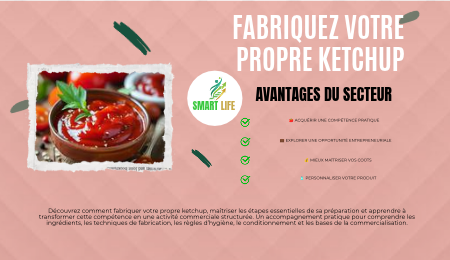 FABRIQUEZ VOTRE
PROPRE KETCHUP
SMART LIFE
AVANTAGES DU SECTEUR
ACQUÉRIR UNE COMPÉTENCE PRATIQUE
EXPLORER UNE OPPORTUNITÉ ENTREPRENEURIALE
MIEUX MAÎTRISER VOS COÛTS
PERSONNALISER VOTRE PRODUIT
Découvrez comment fabriquer votre propre ketchup, maîtriser les étapes essentielles de sa préparation et apprendre à
transformer cette compétence en une activité commerciale structurée. Un accompagnement pratique pour comprendre les
ingrédients, les techniques de fabrication, les règles d'hygiène, le conditionnement et les bases de la commercialisation.